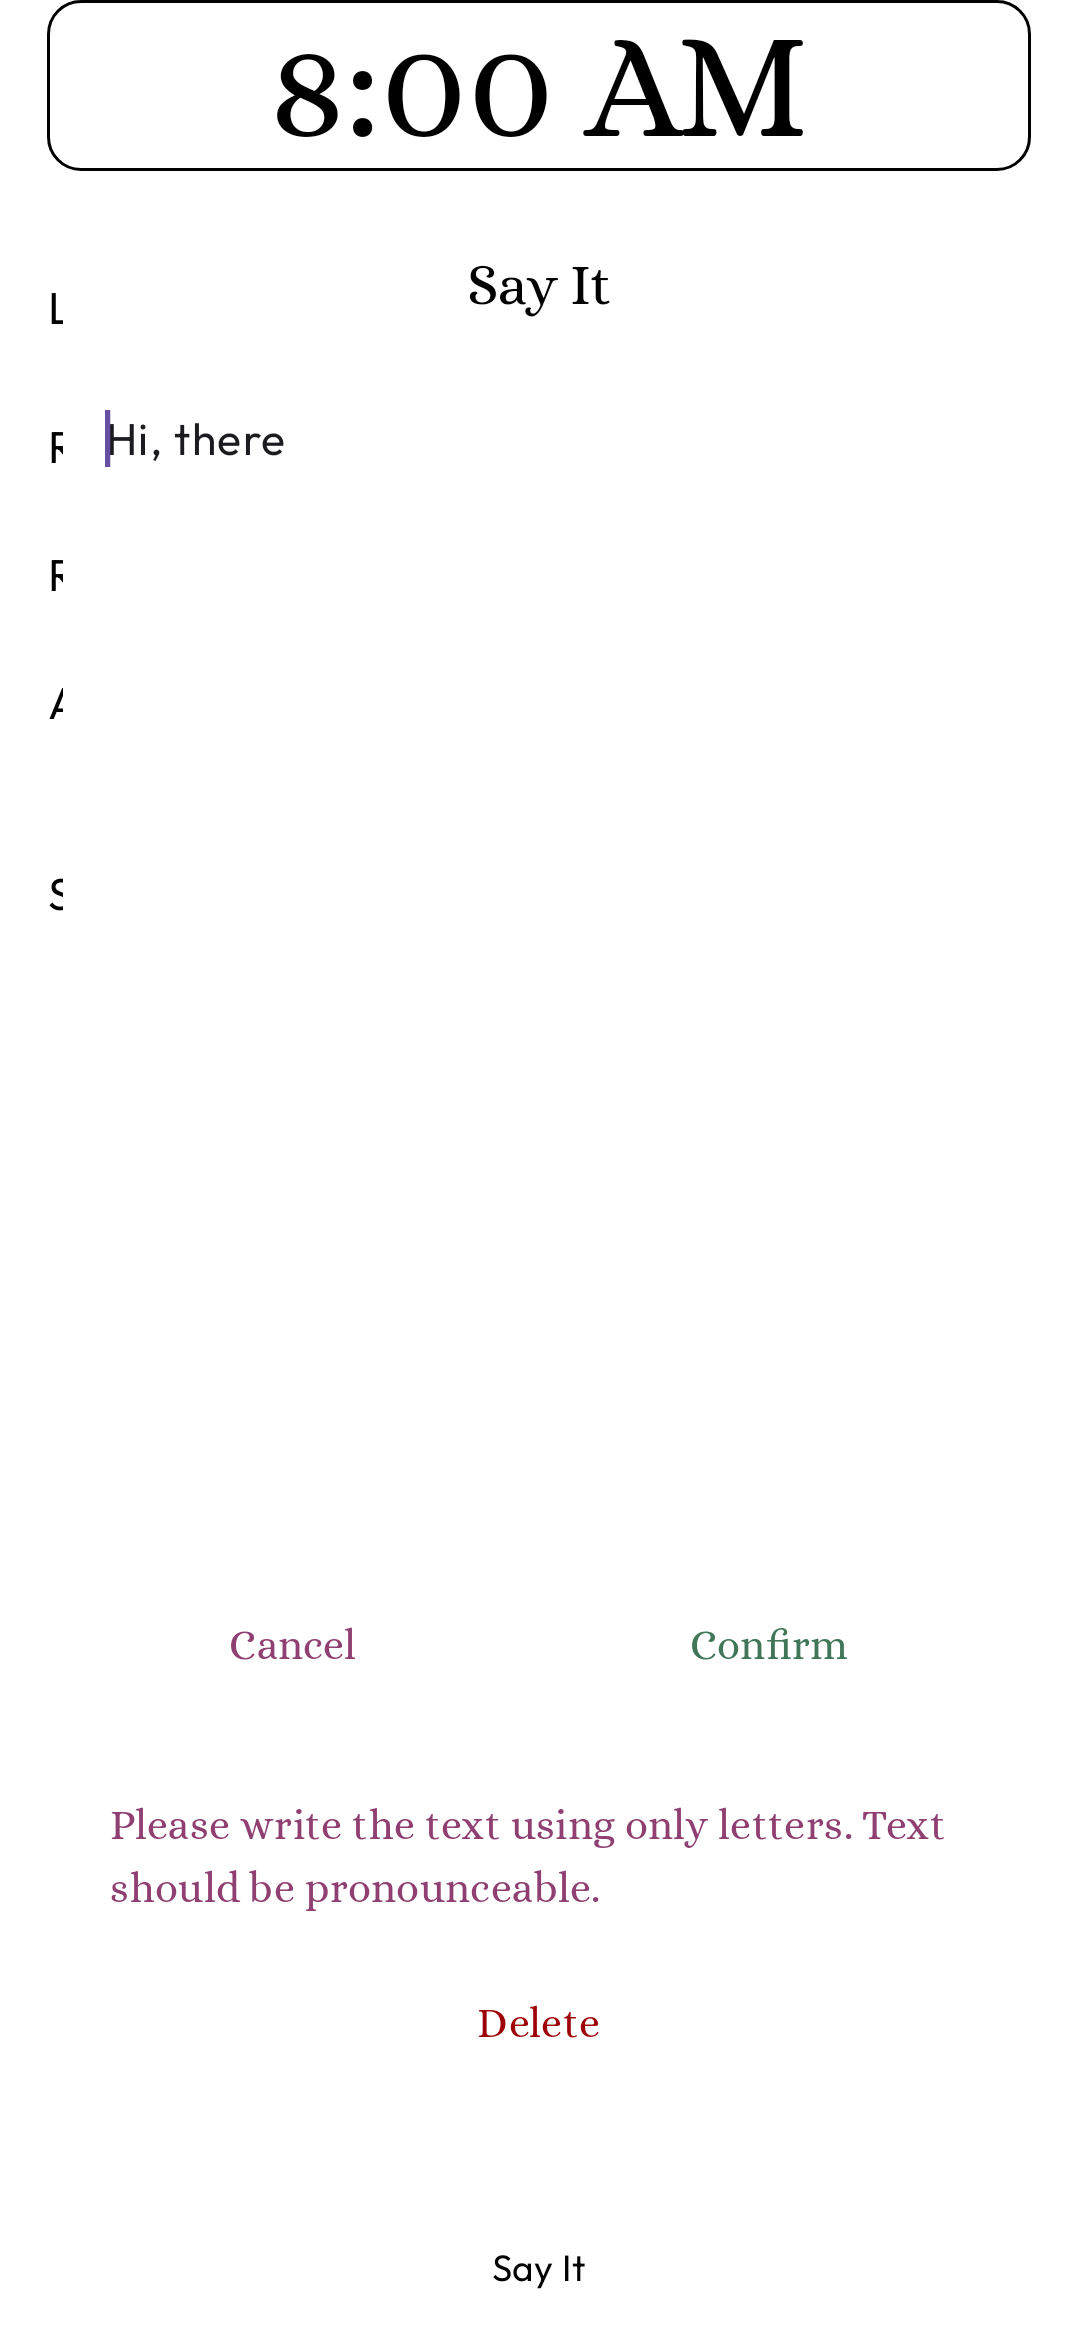 8:00 AM
Say It
L
Hi, there
Cancel
Confirm
Please write the text using only letters. Text
should be pronounceable.
Delete
Say It